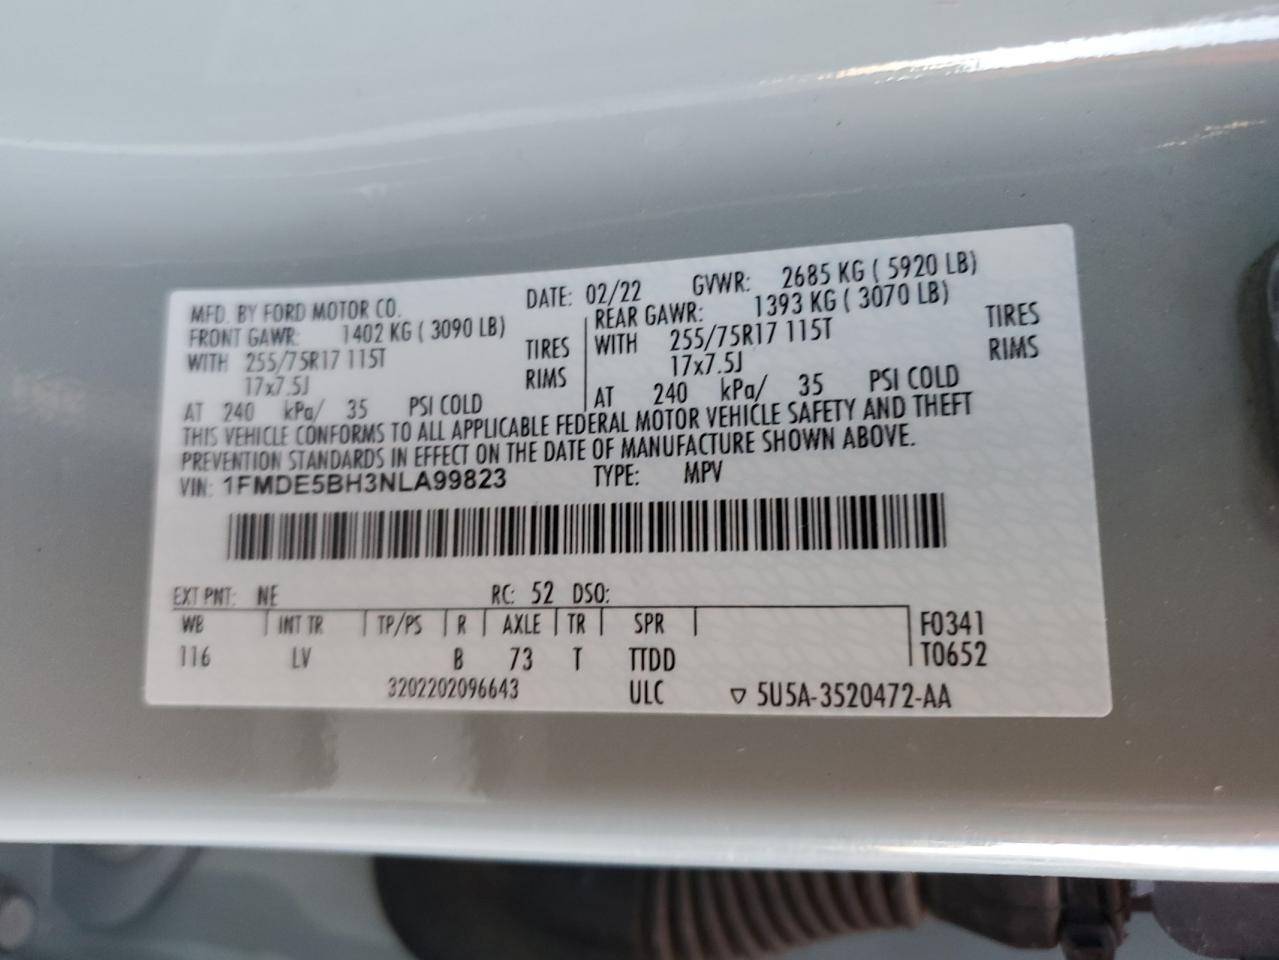 MFD. BY FORD MOTOR CO. DATE: 02/22 GVWR: 2685 KG ( 5920 LB)
FRONT GAWR: 1402 KG ( 3090 LB) REAR GAWR: 1393 KG ( 3070 LB)
WITH 255/75R17 115T TIRES WITH 255/75R17 115T TIRES
17x7.5J RIMS 17x7.5J RIMS
AT 240 kPa/ 35 PSI COLD AT 240 kPa/ 35 PSI COLD
THIS VEHICLE CONFORMS TO ALL APPLICABLE FEDERAL MOTOR VEHICLE SAFETY AND THEFT
PREVENTION STANDARDS IN EFFECT ON THE DATE OF MANUFACTURE SHOWN ABOVE.
VIN: 1FMDE5BH3NLA99823 TYPE: MPV
EXT PNT: NE RC: 52 DSO:
WB INT TR TP/PS R AXLE TR SPR F0341
116 LV B 73 T TTDD T0652
3202202096643 ULC ▽ 5U5A-3520472-AA